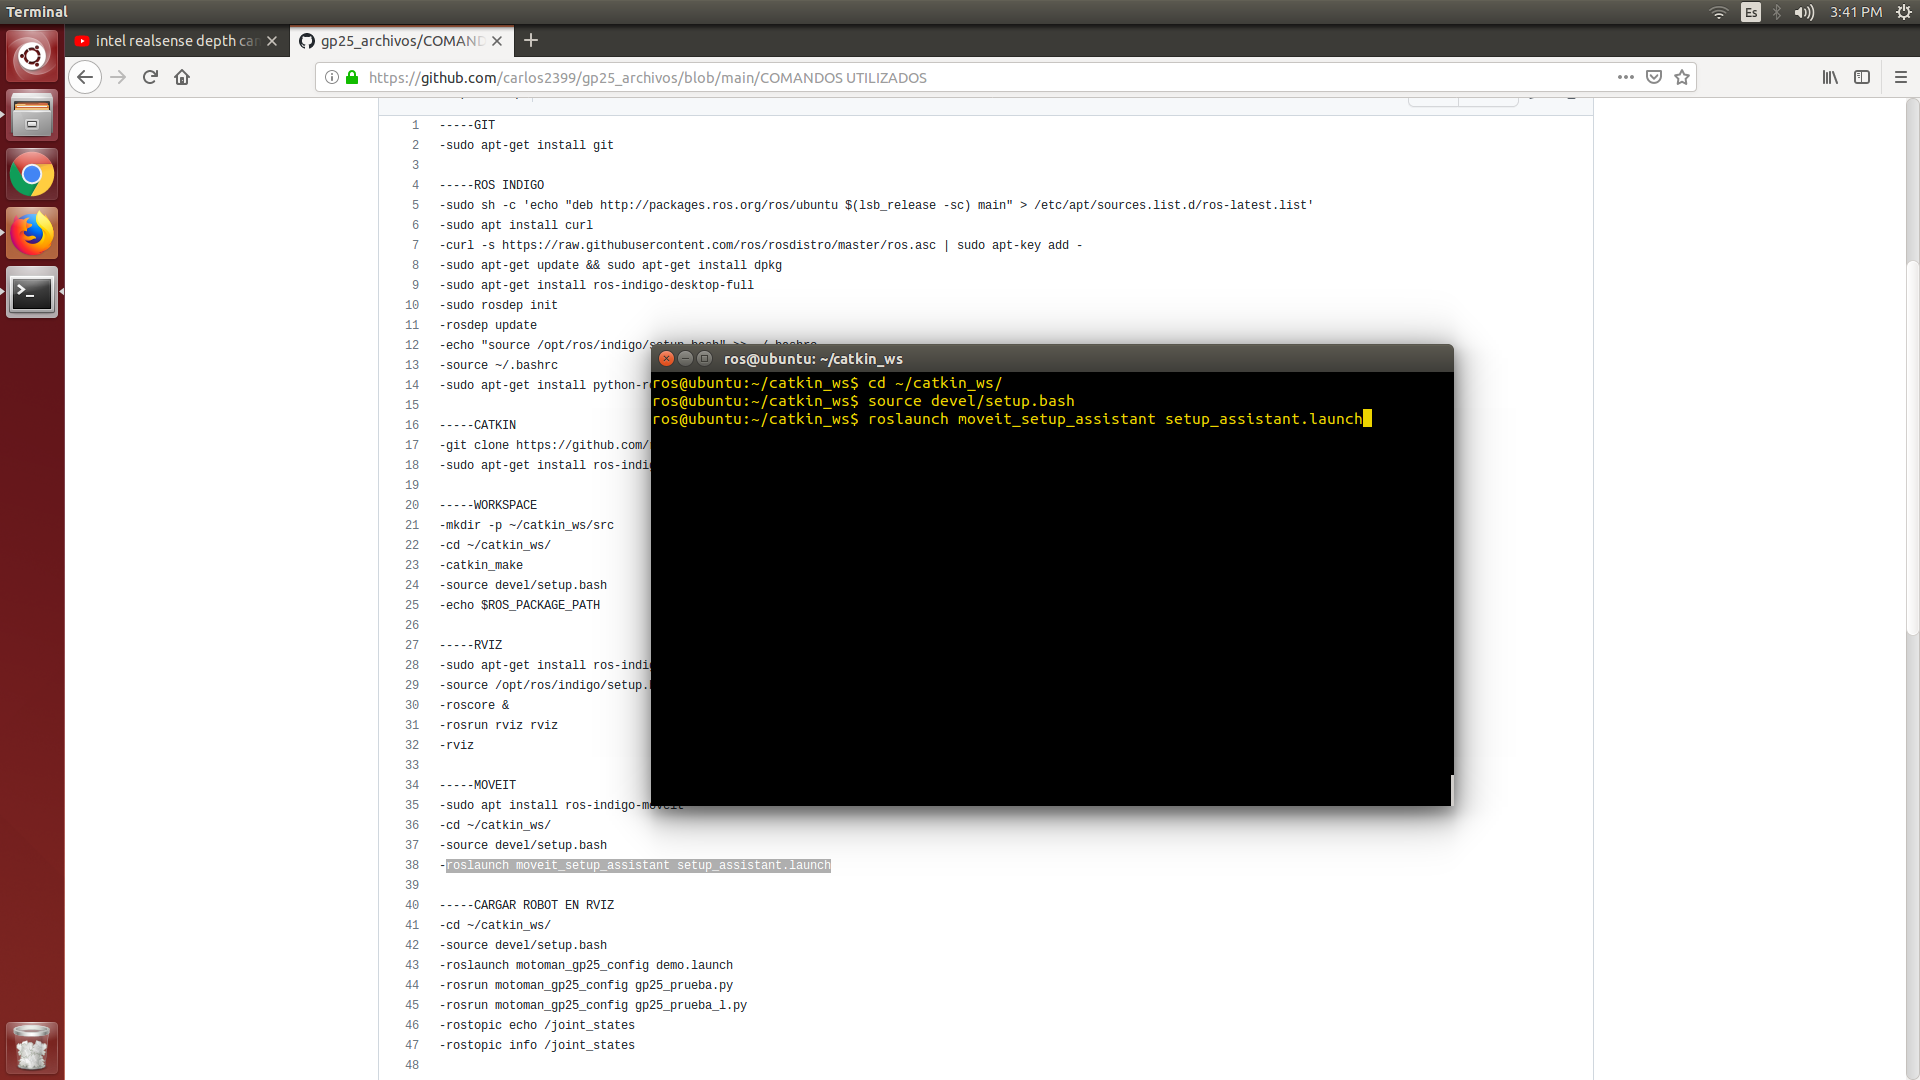 Terminal
Es
3:41 PM
intel realsense depth car
gp25_archivos/COMAND
https://github.com/carlos2399/gp25_archivos/blob/main/COMANDOS UTILIZADOS
1 -----GIT
2 -sudo apt-get install git
3
4 -----ROS INDIGO
5 -sudo sh -c 'echo "deb http://packages.ros.org/ros/ubuntu $(lsb_release -sc) main" > /etc/apt/sources.list.d/ros-latest.list'
6 -sudo apt install curl
7 -curl -s https://raw.githubusercontent.com/ros/rosdistro/master/ros.asc | sudo apt-key add -
8 -sudo apt-get update && sudo apt-get install dpkg
9 -sudo apt-get install ros-indigo-desktop-full
10 -sudo rosdep init
11 -rosdep update
12 -echo "source /opt/ros/indigo/setup.bash" >> ~/.bashrc
13 -source ~/.bashrc
14 -sudo apt-get install python-r
15
16 -----CATKIN
17 -git clone https://github.com/
18 -sudo apt-get install ros-indi
19
20 -----WORKSPACE
21 -mkdir -p ~/catkin_ws/src
22 -cd ~/catkin_ws/
23 -catkin_make
24 -source devel/setup.bash
25 -echo $ROS_PACKAGE_PATH
26
27 -----RVIZ
28 -sudo apt-get install ros-indi
29 -source /opt/ros/indigo/setup.
30 -roscore &
31 -rosrun rviz rviz
32 -rviz
33
34 -----MOVEIT
35 -sudo apt install ros-indigo-moveit
36 -cd ~/catkin_ws/
37 -source devel/setup.bash
38 -roslaunch moveit_setup_assistant setup_assistant.launch
39
40 -----CARGAR ROBOT EN RVIZ
41 -cd ~/catkin_ws/
42 -source devel/setup.bash
43 -roslaunch motoman_gp25_config demo.launch
44 -rosrun motoman_gp25_config gp25_prueba.py
45 -rosrun motoman_gp25_config gp25_prueba_l.py
46 -rostopic echo /joint_states
47 -rostopic info /joint_states
48
ros@ubuntu: ~/catkin_ws
ros@ubuntu:~/catkin_ws$ cd ~/catkin_ws/
ros@ubuntu:~/catkin_ws$ source devel/setup.bash
ros@ubuntu:~/catkin_ws$ roslaunch moveit_setup_assistant setup_assistant.launch